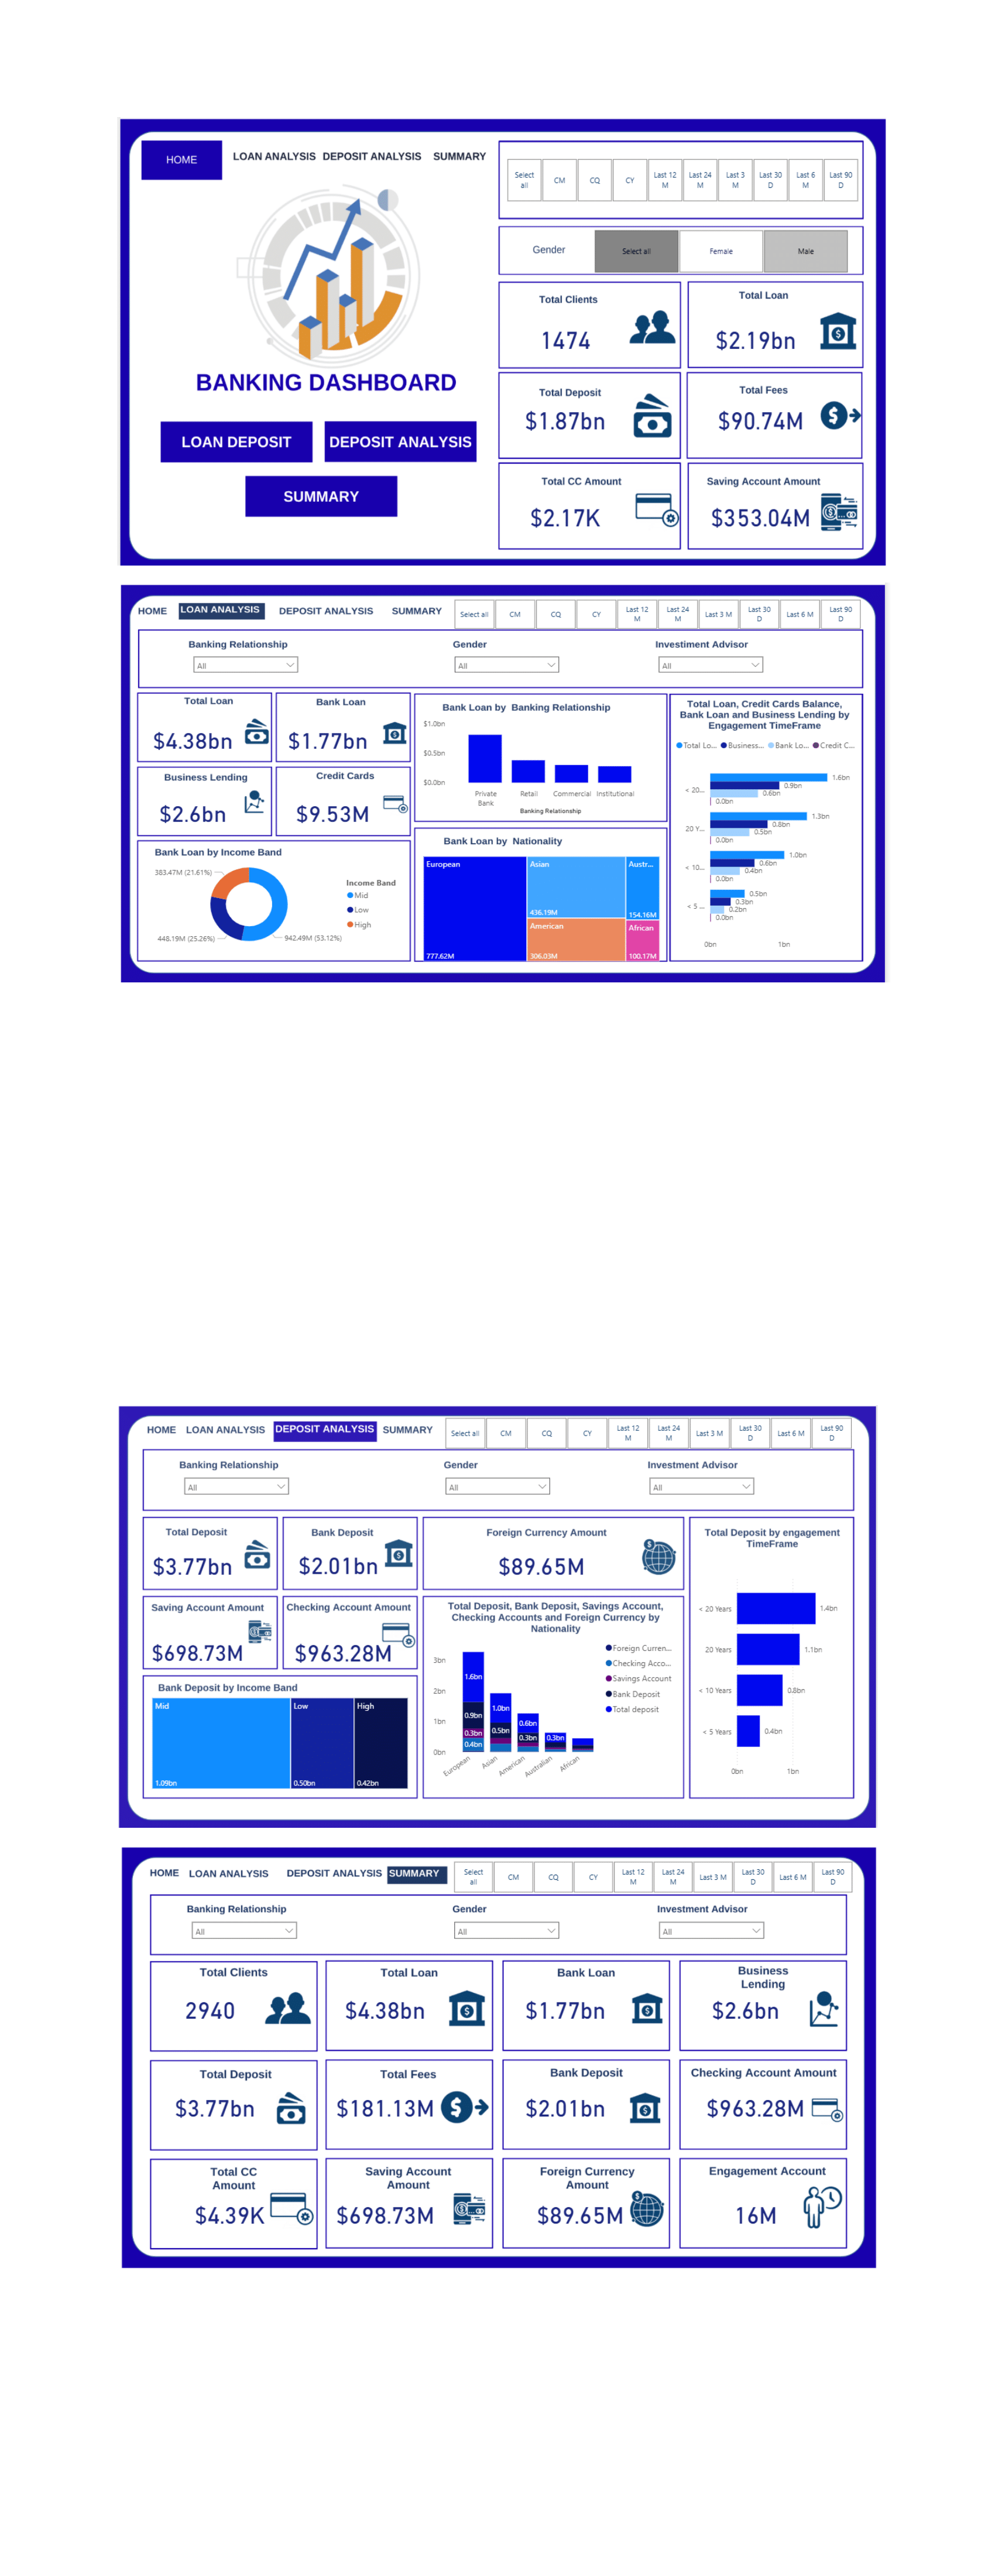 HOME
LOAN ANALYSIS DEPOSIT ANALYSIS SUMMARY
Select all
CM
CQ
CY
Last 12 M
Last 24 M
Last 3 M
Last 30 D
Last 6 M
Last 90 D
Gender
Select all
Female
Male
BANKING DASHBOARD
LOAN DEPOSIT
DEPOSIT ANALYSIS
SUMMARY
Total Clients
1474
Total Loan
$2.19bn
Total Deposit
$1.87bn
Total Fees
$90.74M
Total CC Amount
$2.17K
Saving Account Amount
$353.04M
HOME LOAN ANALYSIS DEPOSIT ANALYSIS SUMMARY
Select all
CM
CQ
CY
Last 12 M
Last 24 M
Last 3 M
Last 30 D
Last 6 M
Last 90 D
Banking Relationship
All
Gender
All
Investiment Advisor
All
Total Loan
$4.38bn
Bank Loan
$1.77bn
Business Lending
$2.6bn
Credit Cards
$9.53M
Bank Loan by Income Band
383.47M (21.61%)
448.19M (25.26%)
942.49M (53.12%)
Income Band
Mid
Low
High
Bank Loan by Banking Relationship
$1.0bn
$0.5bn
$0.0bn
Private Bank
Retail
Commercial
Institutional
Banking Relationship
Bank Loan by Nationality
European
777.62M
Asian
436.19M
American
306.03M
Austr...
154.16M
African
100.17M
Total Loan, Credit Cards Balance,
Bank Loan and Business Lending by
Engagement TimeFrame
Total Lo... Business... Bank Lo... Credit C...
< 20...
1.6bn
0.9bn
0.6bn
0.0bn
20 Y...
1.3bn
0.8bn
0.5bn
0.0bn
< 10...
1.0bn
0.6bn
0.4bn
0.0bn
< 5 ...
0.5bn
0.3bn
0.2bn
0.0bn
0bn 1bn
HOME LOAN ANALYSIS DEPOSIT ANALYSIS SUMMARY
Select all
CM
CQ
CY
Last 12 M
Last 24 M
Last 3 M
Last 30 D
Last 6 M
Last 90 D
Banking Relationship
All
Gender
All
Investment Advisor
All
Total Deposit
$3.77bn
Bank Deposit
$2.01bn
Foreign Currency Amount
$89.65M
Saving Account Amount
$698.73M
Checking Account Amount
$963.28M
Bank Deposit by Income Band
Mid
1.09bn
Low
0.50bn
High
0.42bn
Total Deposit, Bank Deposit, Savings Account,
Checking Accounts and Foreign Currency by
Nationality
3bn
2bn
1bn
0bn
1.6bn
0.9bn
0.3bn
0.4bn
1.0bn
0.5bn
0.6bn
0.3bn
0.3bn
European
Asian
American
Australian
African
Foreign Curren...
Checking Acco...
Savings Account
Bank Deposit
Total deposit
Total Deposit by engagement
TimeFrame
< 20 Years
1.4bn
20 Years
1.1bn
< 10 Years
0.8bn
< 5 Years
0.4bn
0bn 1bn
HOME LOAN ANALYSIS DEPOSIT ANALYSIS SUMMARY
Select all
CM
CQ
CY
Last 12 M
Last 24 M
Last 3 M
Last 30 D
Last 6 M
Last 90 D
Banking Relationship
All
Gender
All
Investment Advisor
All
Total Clients
2940
Total Loan
$4.38bn
Bank Loan
$1.77bn
Business
Lending
$2.6bn
Total Deposit
$3.77bn
Total Fees
$181.13M
Bank Deposit
$2.01bn
Checking Account Amount
$963.28M
Total CC
Amount
$4.39K
Saving Account
Amount
$698.73M
Foreign Currency
Amount
$89.65M
Engagement Account
16M